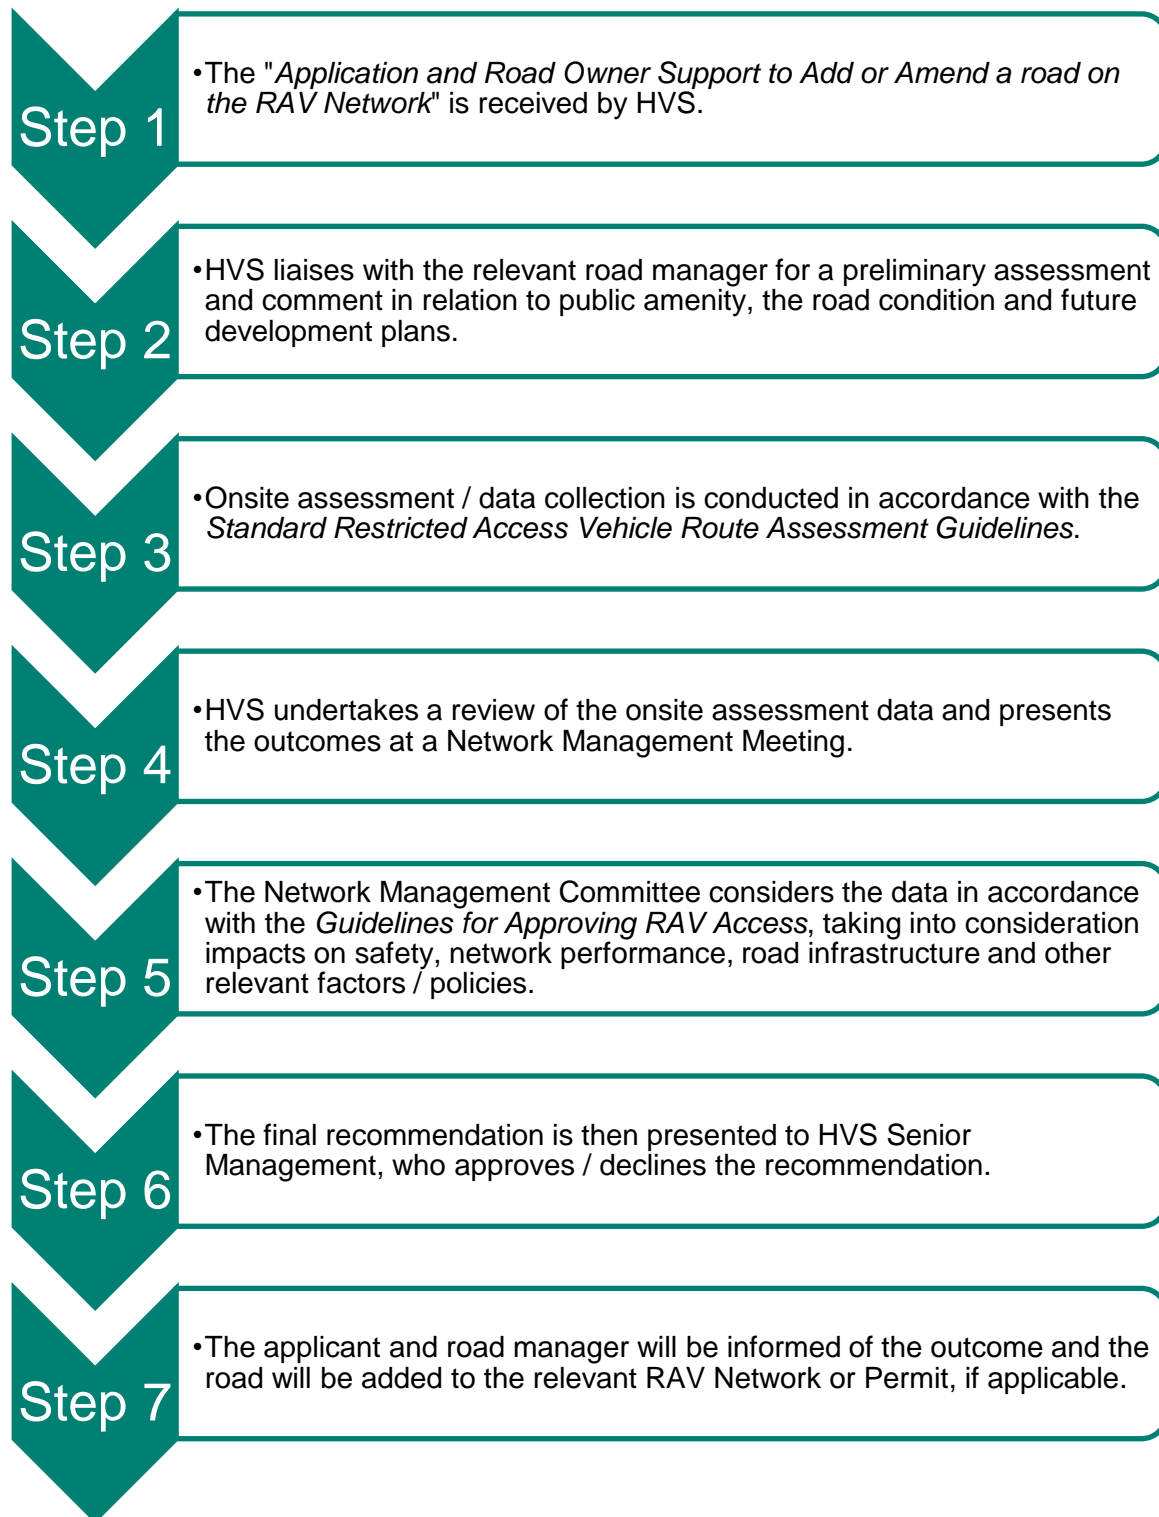 Step 1
•The "Application and Road Owner Support to Add or Amend a road on
the RAV Network" is received by HVS.
Step 2
•HVS liaises with the relevant road manager for a preliminary assessment
and comment in relation to public amenity, the road condition and future
development plans.
Step 3
•Onsite assessment / data collection is conducted in accordance with the
Standard Restricted Access Vehicle Route Assessment Guidelines.
Step 4
•HVS undertakes a review of the onsite assessment data and presents
the outcomes at a Network Management Meeting.
Step 5
•The Network Management Committee considers the data in accordance
with the Guidelines for Approving RAV Access, taking into consideration
impacts on safety, network performance, road infrastructure and other
relevant factors / policies.
Step 6
•The final recommendation is then presented to HVS Senior
Management, who approves / declines the recommendation.
Step 7
•The applicant and road manager will be informed of the outcome and the
road will be added to the relevant RAV Network or Permit, if applicable.